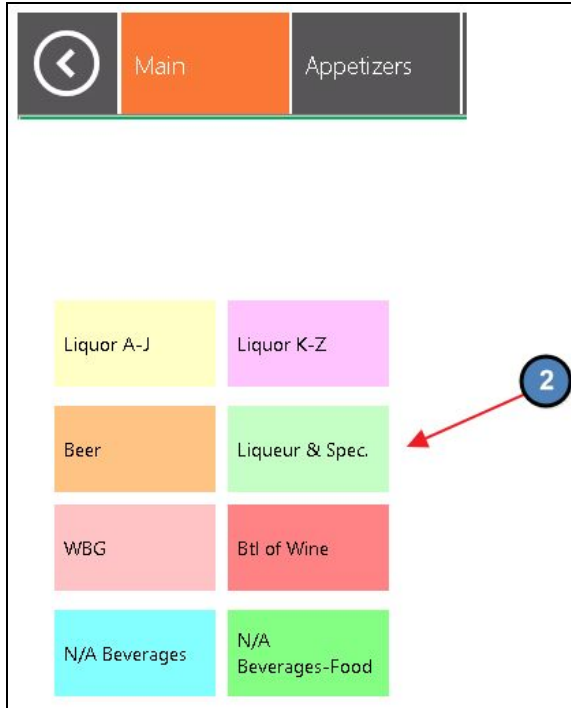 Main Appetizers
Liquor A-J Liquor K-Z
2
Beer Liqueur & Spec.
WBG Btl of Wine
N/A Beverages N/A
Beverages-Food